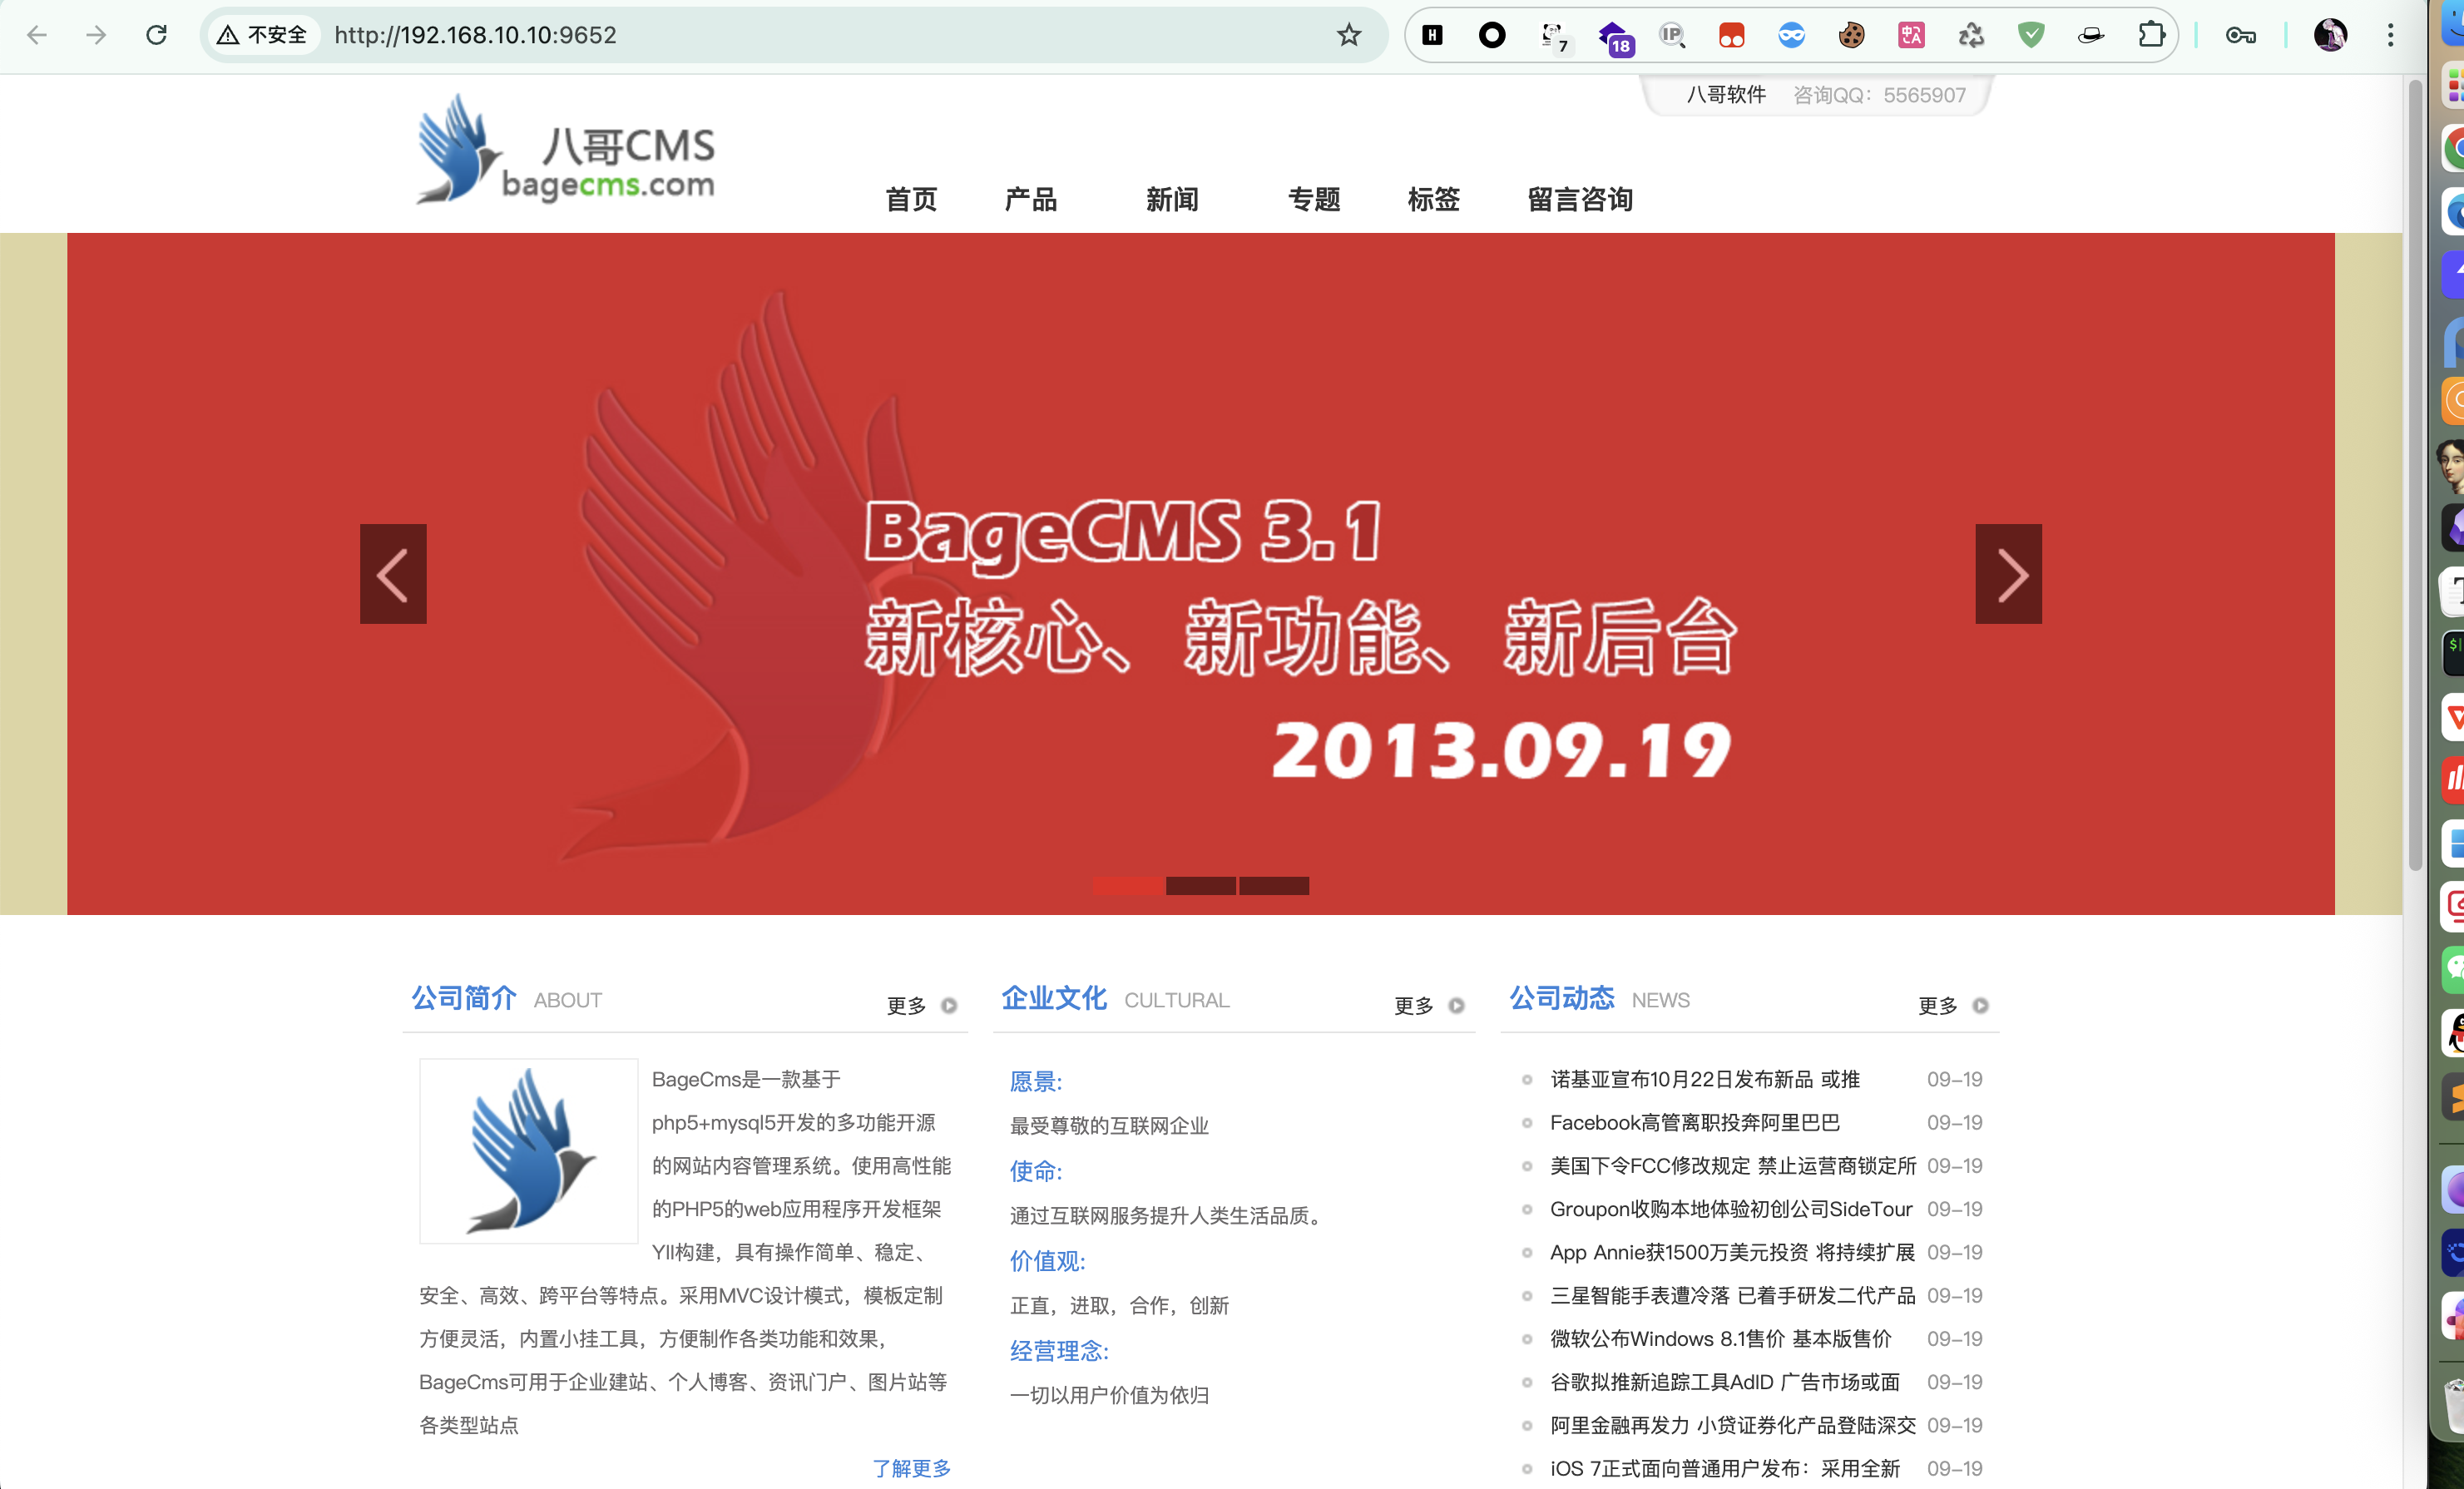 不安全 http://192.168.10.10:9652
H 7 18 IP
八哥软件 咨询QQ：5565907
八哥CMS
bagecms.com
首页 产品 新闻 专题 标签 留言咨询
BageCMS 3.1
新核心、新功能、新后台
2013.09.19
公司简介 ABOUT 更多
BageCms是一款基于
php5+mysql5开发的多功能开源
的网站内容管理系统。使用高性能
的PHP5的web应用程序开发框架
YII构建，具有操作简单、稳定、
安全、高效、跨平台等特点。采用MVC设计模式，模板定制
方便灵活，内置小挂工具，方便制作各类功能和效果，
BageCms可用于企业建站、个人博客、资讯门户、图片站等
各类型站点
了解更多
企业文化 CULTURAL 更多
愿景:
最受尊敬的互联网企业
使命:
通过互联网服务提升人类生活品质。
价值观:
正直，进取，合作，创新
经营理念:
一切以用户价值为依归
公司动态 NEWS 更多
诺基亚宣布10月22日发布新品 或推 09-19
Facebook高管离职投奔阿里巴巴 09-19
美国下令FCC修改规定 禁止运营商锁定所 09-19
Groupon收购本地体验初创公司SideTour 09-19
App Annie获1500万美元投资 将持续扩展 09-19
三星智能手表遭冷落 已着手研发二代产品 09-19
微软公布Windows 8.1售价 基本版售价 09-19
谷歌拟推新追踪工具AdID 广告市场或面 09-19
阿里金融再发力 小贷证券化产品登陆深交 09-19
iOS 7正式面向普通用户发布：采用全新 09-19